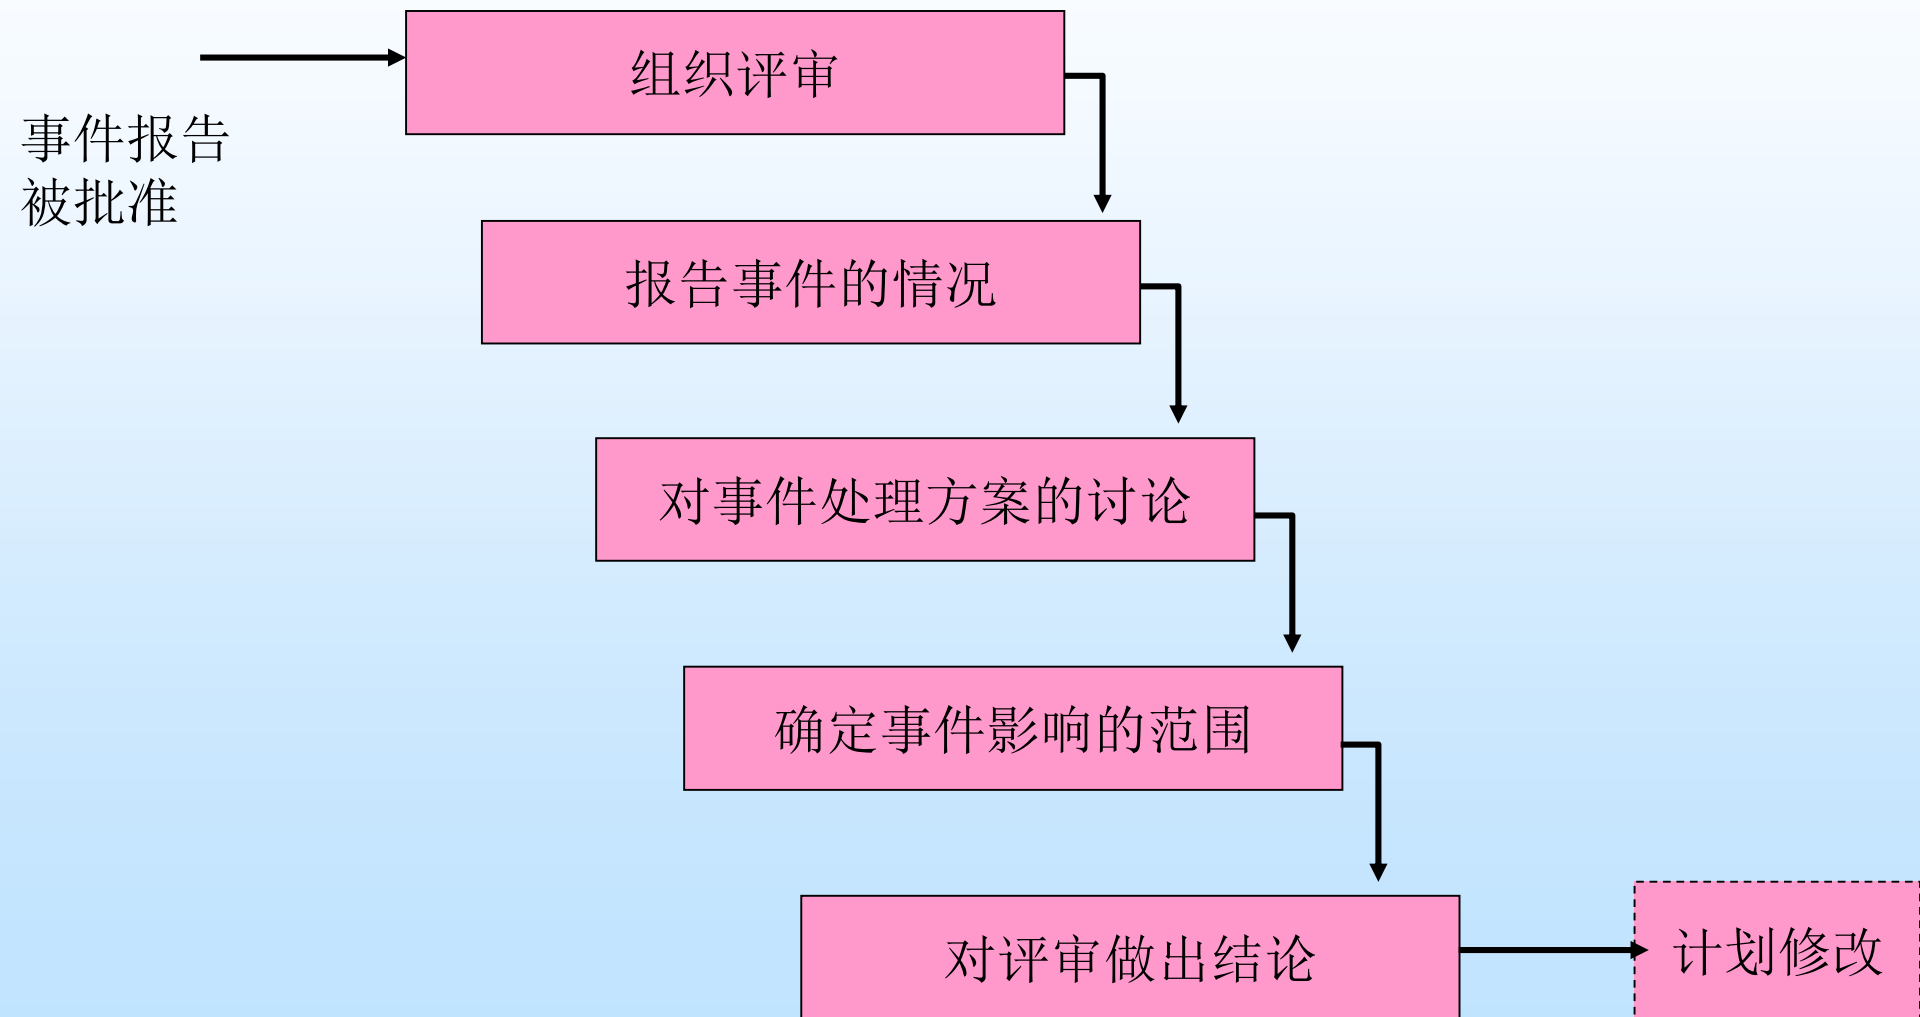 组织评审
事件报告
被批准
报告事件的情况
对事件处理方案的讨论
确定事件影响的范围
对评审做出结论
计划修改